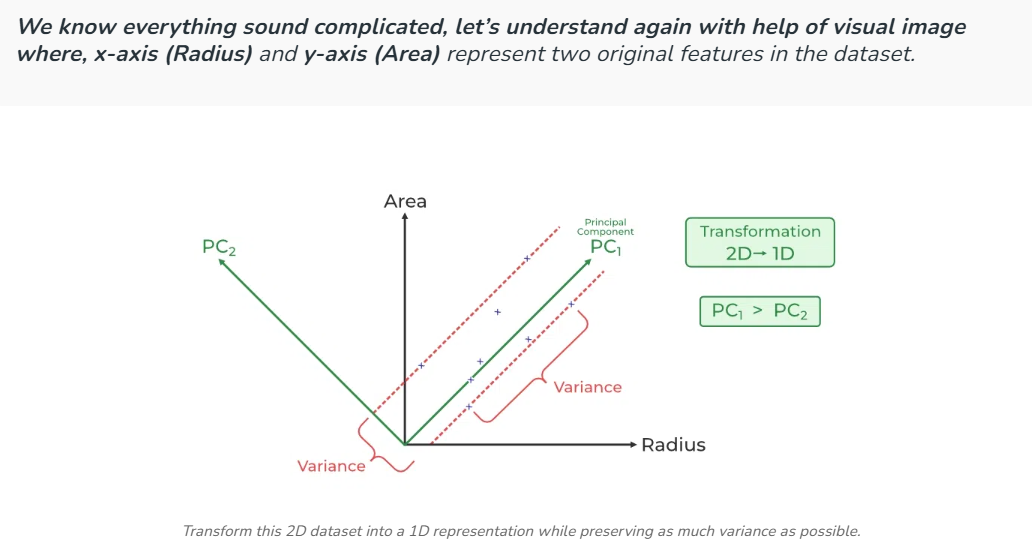 We know everything sound complicated, let's understand again with help of visual image
where, x-axis (Radius) and y-axis (Area) represent two original features in the dataset.
Area
Principal
Component
PC₁
PC₂
Transformation
2D→ 1D
PC₁ > PC₂
Variance
Radius
Variance
Transform this 2D dataset into a 1D representation while preserving as much variance as possible.